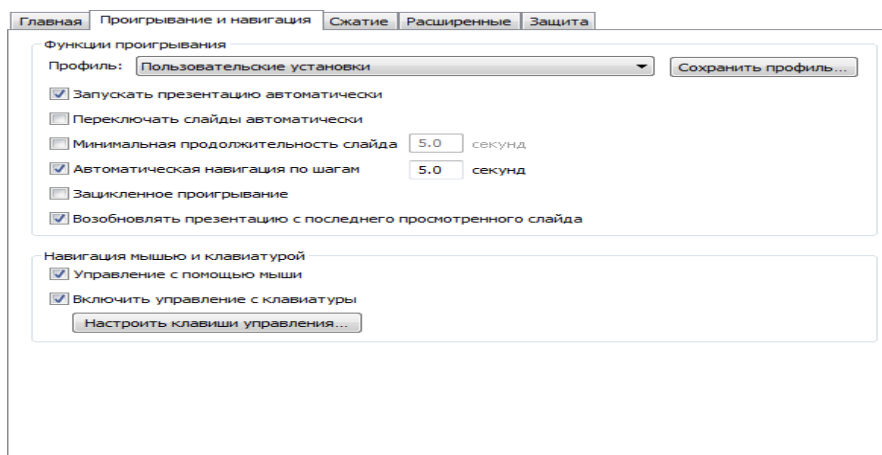 Главная Проигрывание и навигация Сжатие Расширенные Защита
Функции проигрывания
Профиль: Пользовательские установки Сохранить профиль...
Запускать презентацию автоматически
Переключать слайды автоматически
Минимальная продолжительность слайда 5.0 секунд
Автоматическая навигация по шагам 5.0 секунд
Зацикленное проигрывание
Возобновлять презентацию с последнего просмотренного слайда
Навигация мышью и клавиатурой
Управление с помощью мыши
Включить управление с клавиатуры
Настроить клавиши управления...